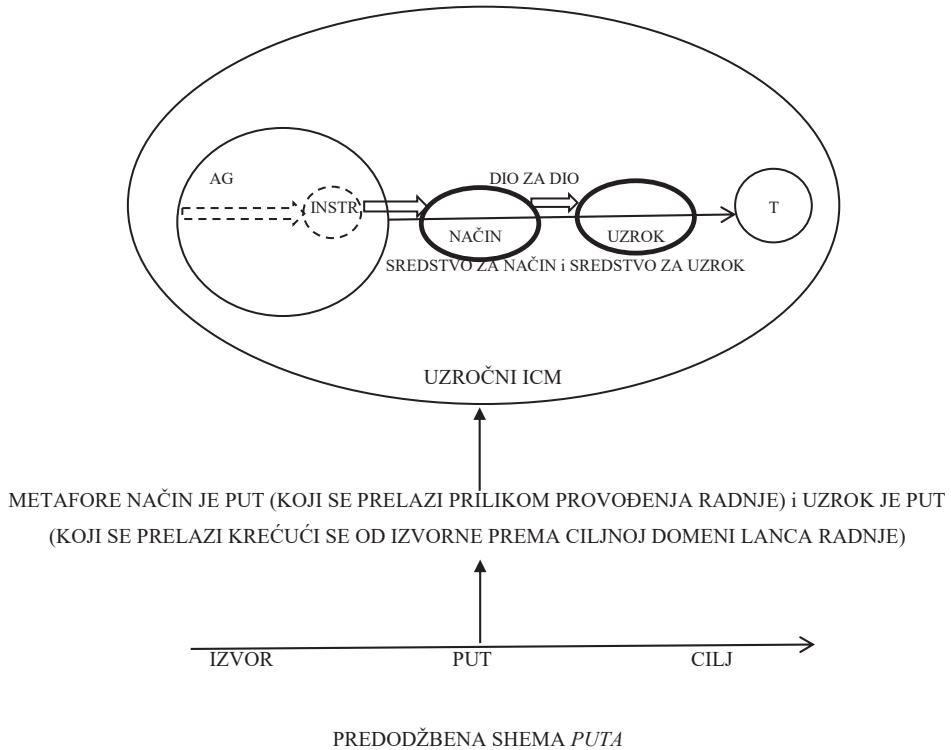 DIO ZA DIO
AG
INSTR
T
NAČIN
UZROK
SREDSTVO ZA NAČIN i SREDSTVO ZA UZROK
UZROČNI ICM
METAFORE NAČIN JE PUT (KOJI SE PRELAZI PRILIKOM PROVOĐENJA RADNJE) i UZROK JE PUT
(KOJI SE PRELAZI KREĆUĆI SE OD IZVORNE PREMA CILJNOJ DOMENI LANCA RADNJE)
IZVOR PUT CILJ
PREDODŽBENA SHEMA PUTA